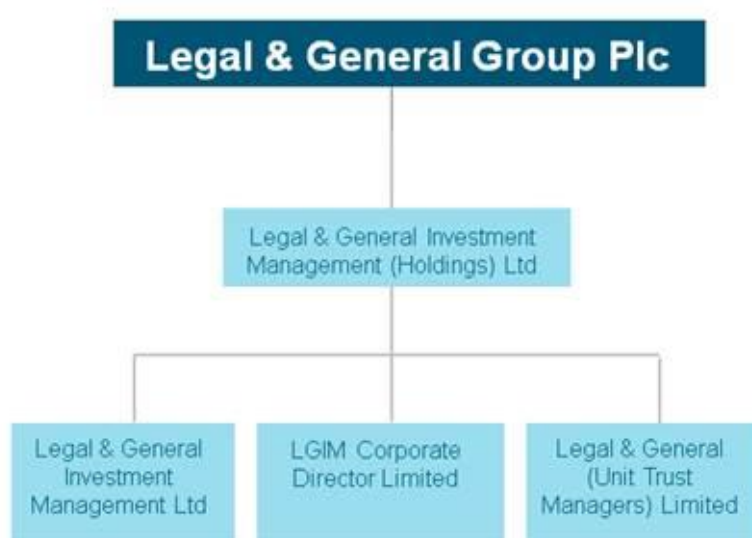 Legal & General Group Plc
Legal & General Investment
Management (Holdings) Ltd
Legal & General
Investment
Management Ltd
LGIM Corporate
Director Limited
Legal & General
(Unit Trust
Managers) Limited